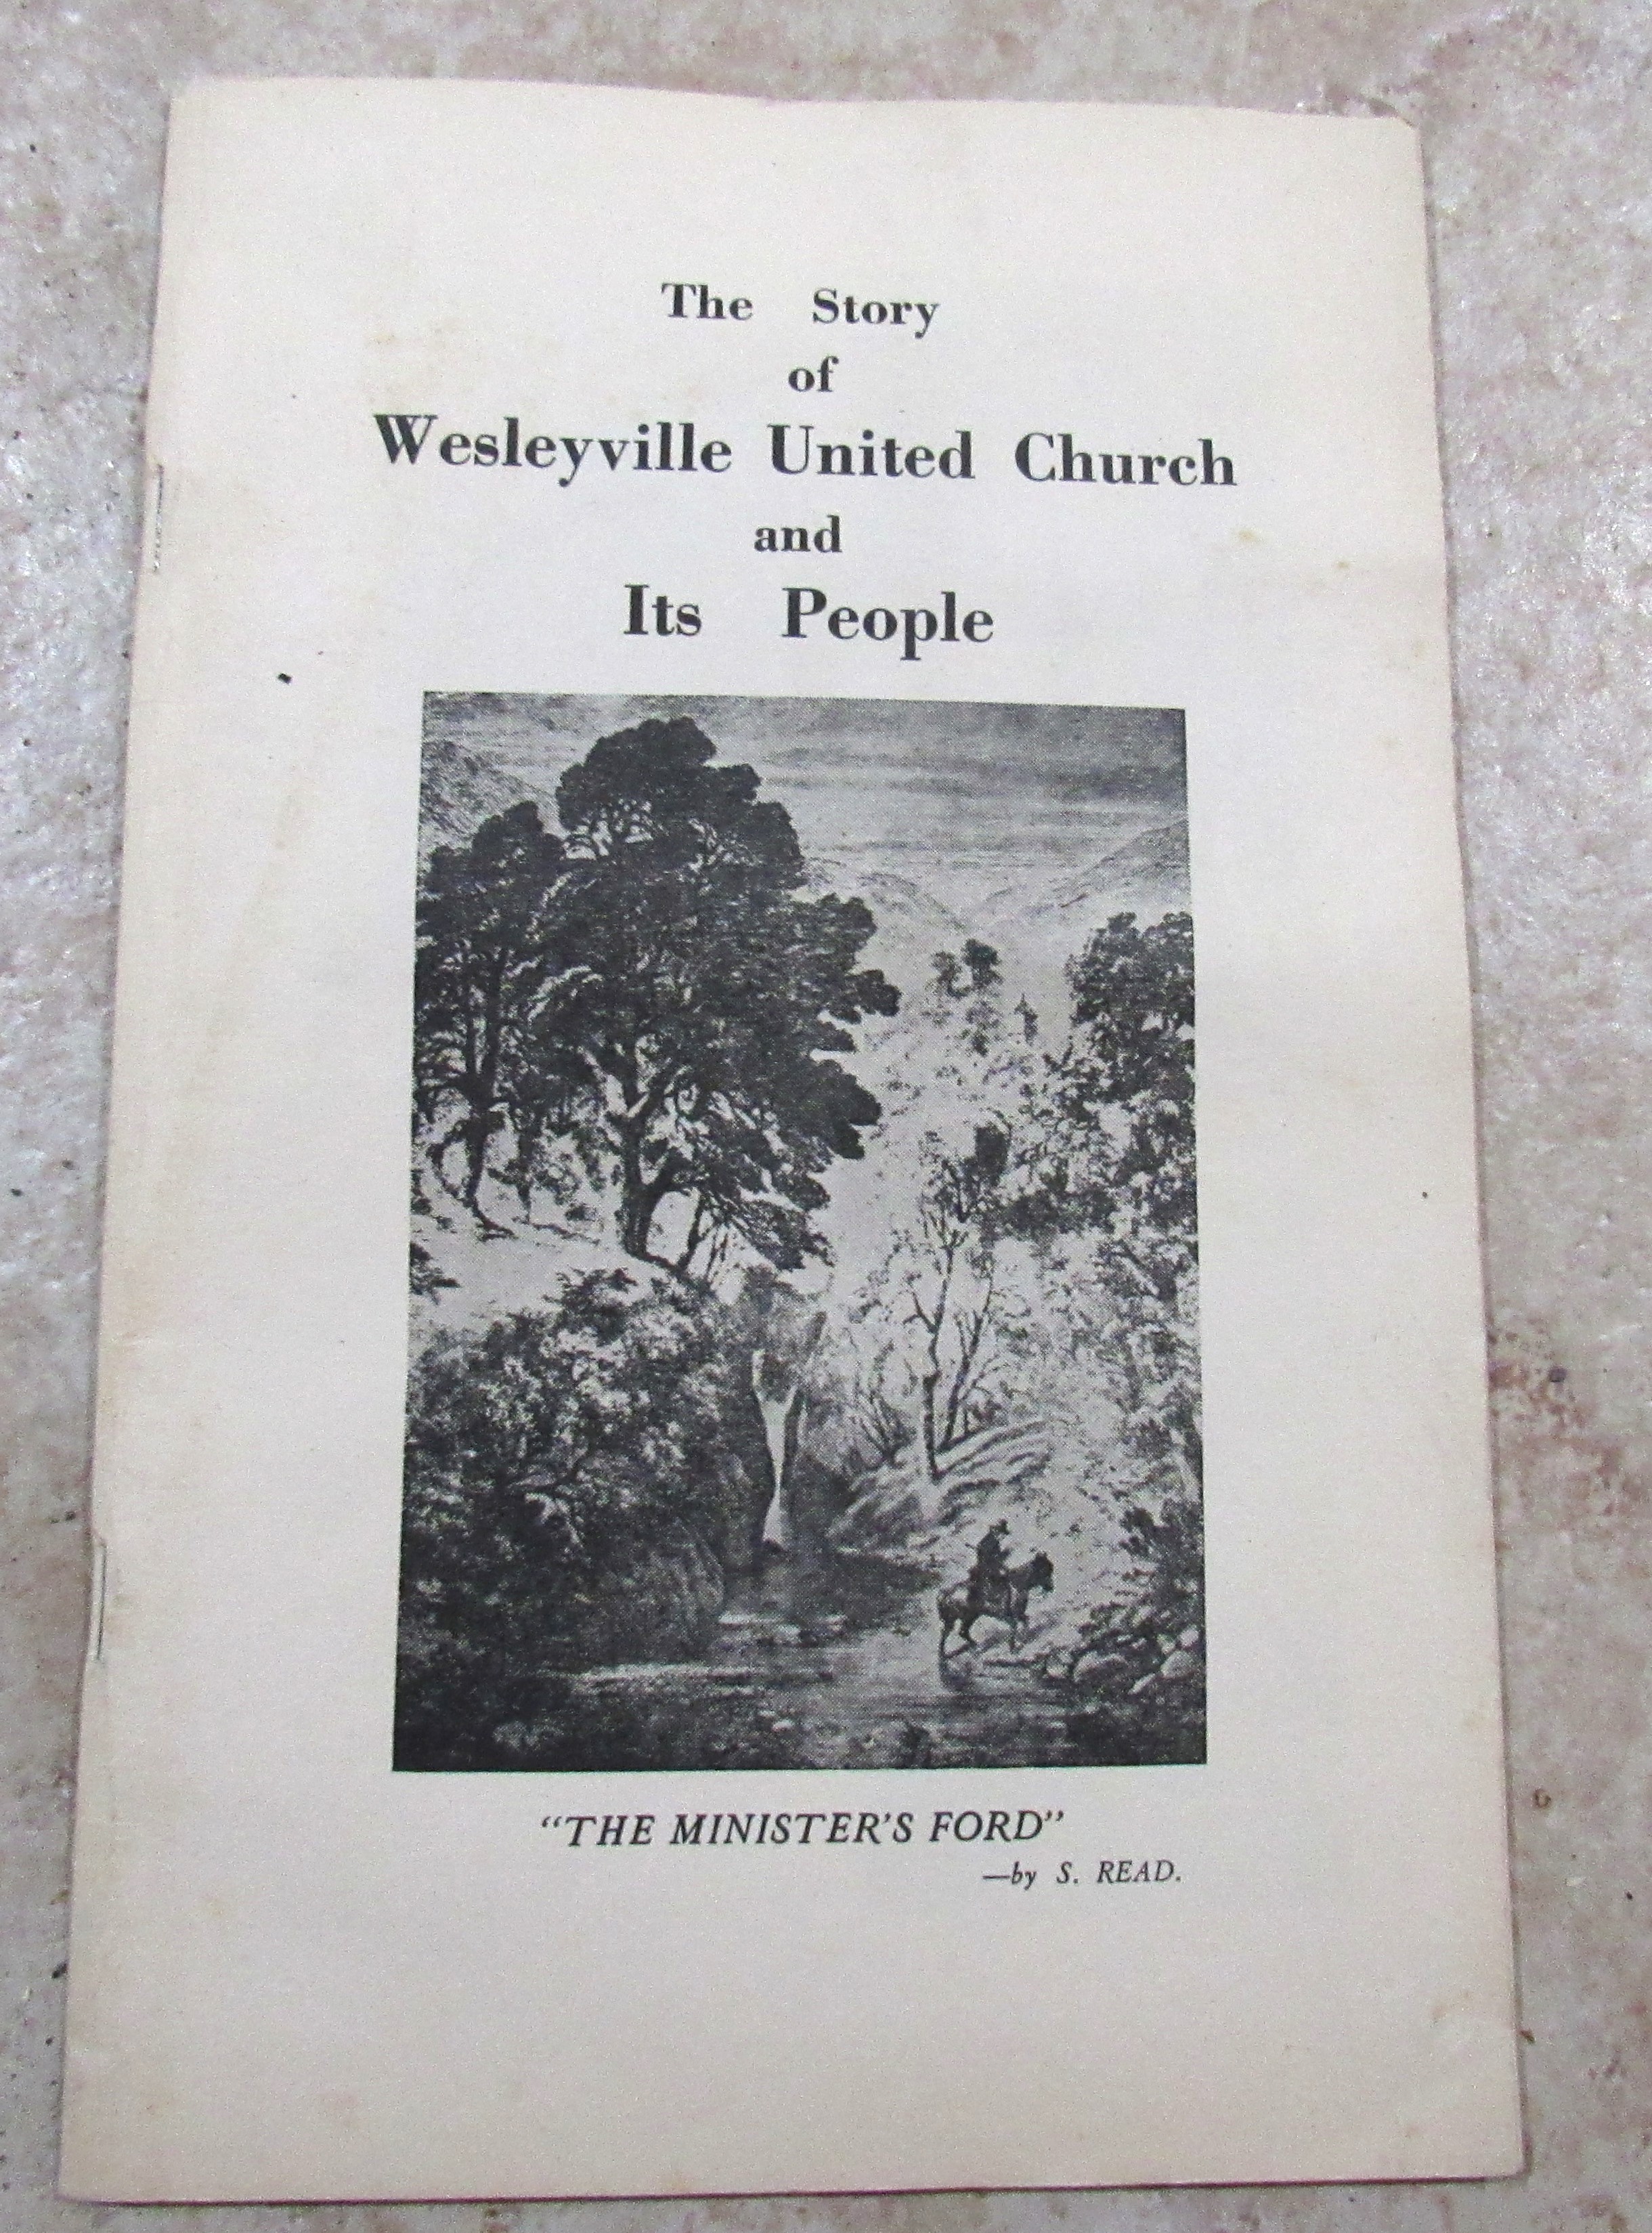 The Story
of
Wesleyville United Church
and
Its People
"THE MINISTER'S FORD"
—by S. READ.